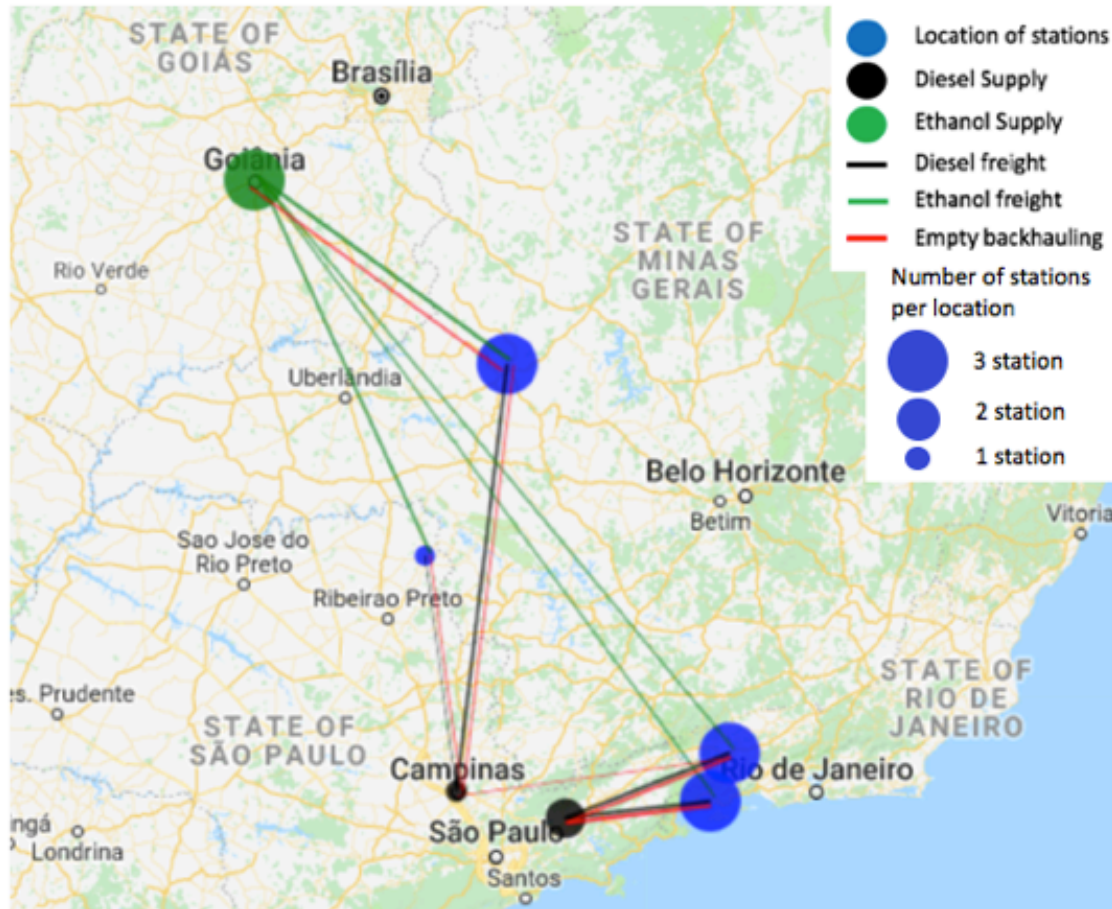 STATE OF
GOIÁS
Brasília
Goiânia
Rio Verde
STATE OF
MINAS
GERAIS
Uberlândia
Belo Horizonte
Betim
Vitoria
Sao Jose do
Rio Preto
Ribeirao Preto
es. Prudente
STATE OF
SÃO PAULO
STATE OF
RIO DE
JANEIRO
Campinas
Rio de Janeiro
São Paulo
ngá
Londrina
Santos
Location of stations
Diesel Supply
Ethanol Supply
Diesel freight
Ethanol freight
Empty backhauling
Number of stations
per location
3 station
2 station
1 station